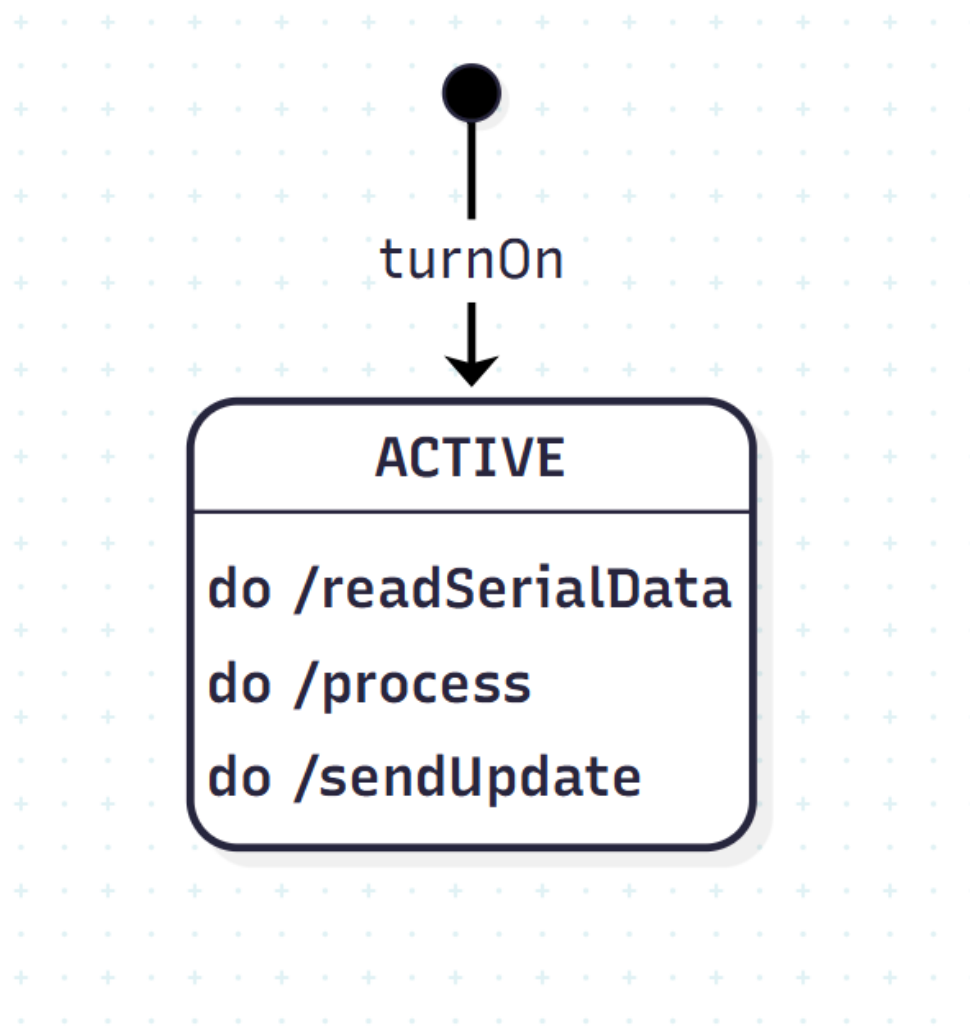 turnOn
ACTIVE
do /readSerialData
do /process
do /sendUpdate